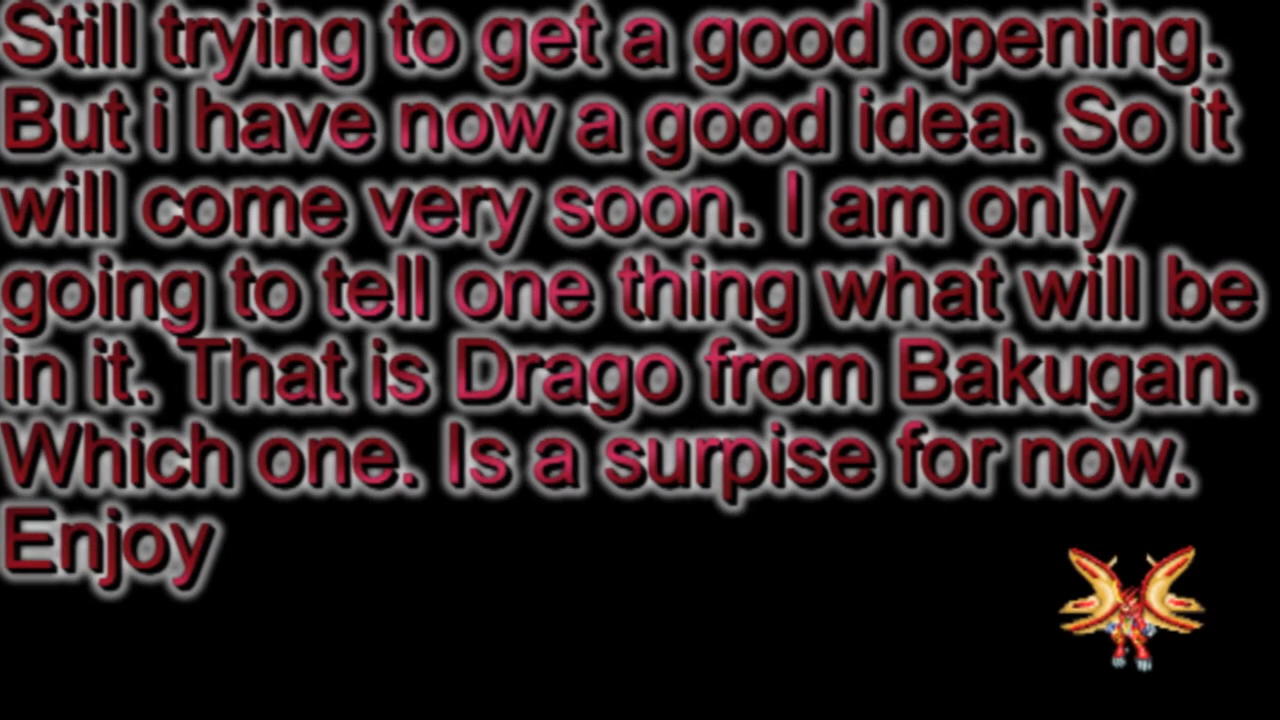 Still trying to get a good opening.
But i have now a good idea. So it
will come very soon. I am only
going to tell one thing what will be
in it. That is Drago from Bakugan.
Which one. Is a surpise for now.
Enjoy